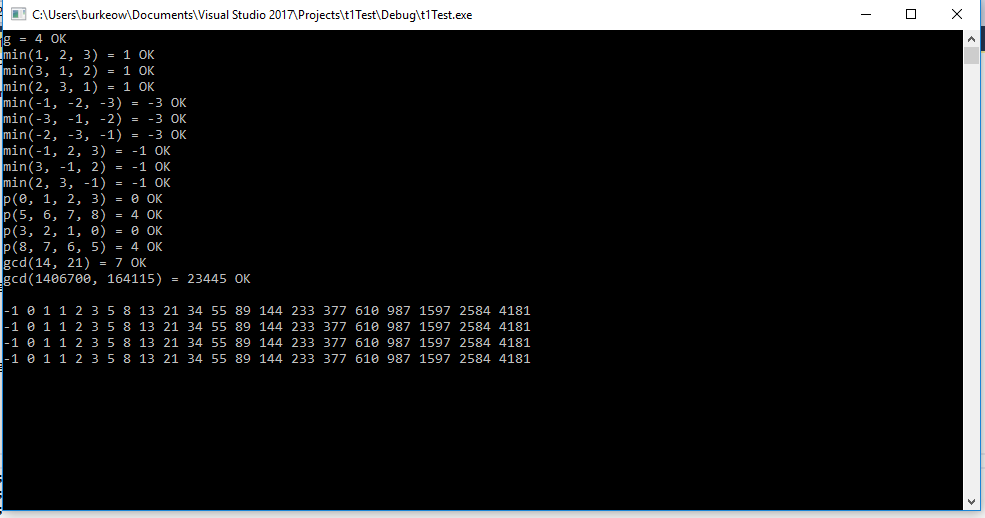 C:\Users\burkeow\Documents\Visual Studio 2017\Projects\t1Test\Debug\t1Test.exe
g = 4 OK
min(1, 2, 3) = 1 OK
min(3, 1, 2) = 1 OK
min(2, 3, 1) = 1 OK
min(-1, -2, -3) = -3 OK
min(-3, -1, -2) = -3 OK
min(-2, -3, -1) = -3 OK
min(-1, 2, 3) = -1 OK
min(3, -1, 2) = -1 OK
min(2, 3, -1) = -1 OK
p(0, 1, 2, 3) = 0 OK
p(5, 6, 7, 8) = 4 OK
p(3, 2, 1, 0) = 0 OK
p(8, 7, 6, 5) = 4 OK
gcd(14, 21) = 7 OK
gcd(1406700, 164115) = 23445 OK
-1 0 1 1 2 3 5 8 13 21 34 55 89 144 233 377 610 987 1597 2584 4181
-1 0 1 1 2 3 5 8 13 21 34 55 89 144 233 377 610 987 1597 2584 4181
-1 0 1 1 2 3 5 8 13 21 34 55 89 144 233 377 610 987 1597 2584 4181
-1 0 1 1 2 3 5 8 13 21 34 55 89 144 233 377 610 987 1597 2584 4181